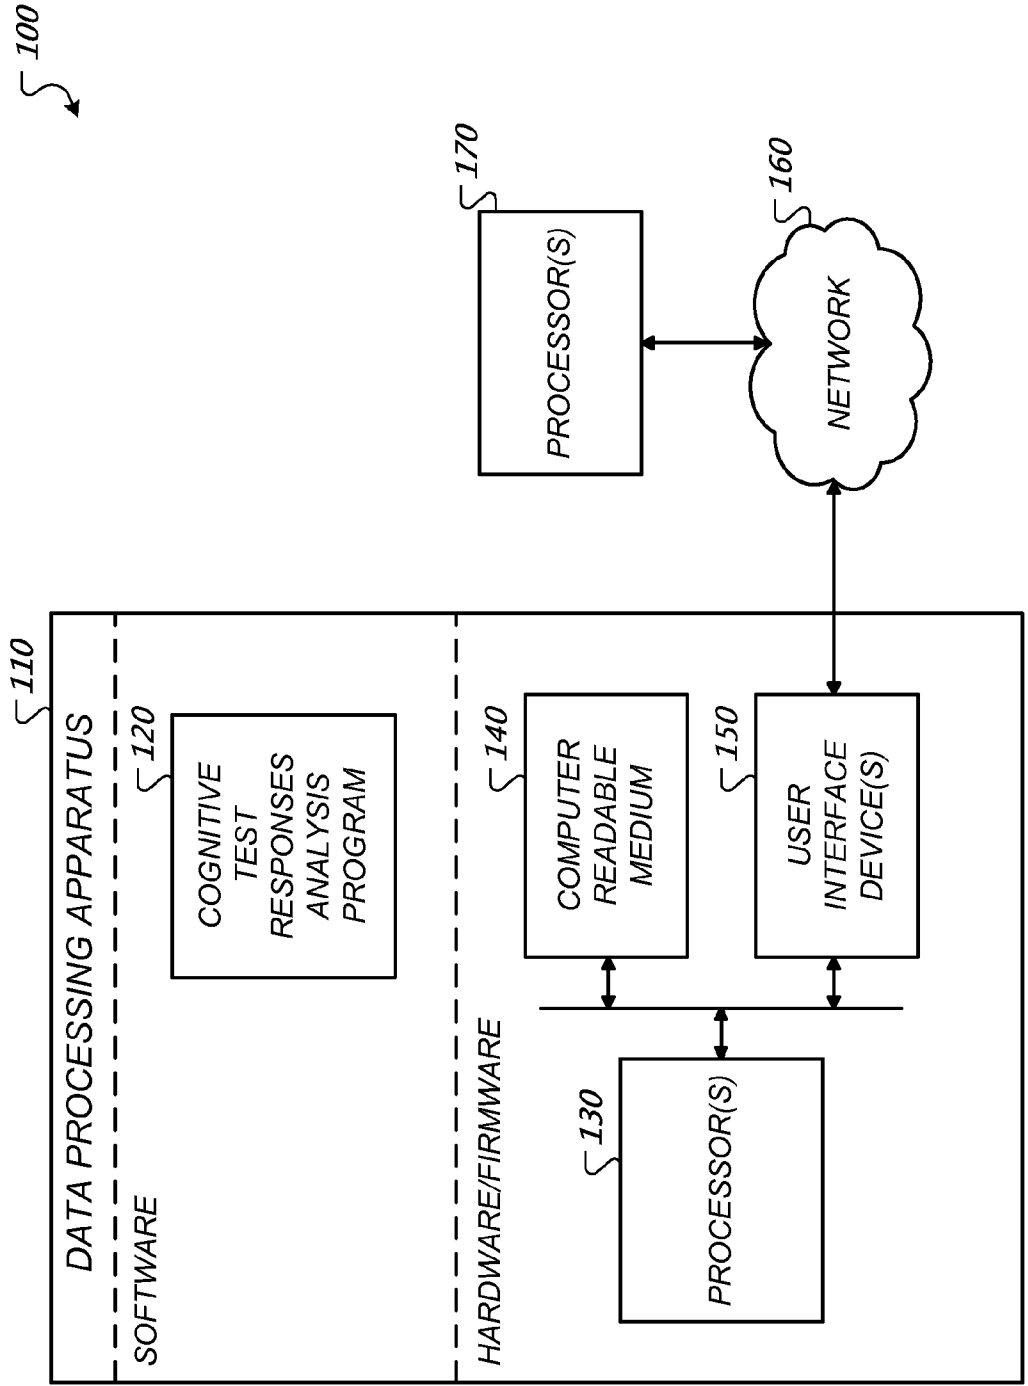 100
110
DATA PROCESSING APPARATUS
SOFTWARE
120
COGNITIVE
TEST
RESPONSES
ANALYSIS
PROGRAM
HARDWARE/FIRMWARE
130
PROCESSOR(S)
140
COMPUTER
READABLE
MEDIUM
150
USER
INTERFACE
DEVICE(S)
170
PROCESSOR(S)
160
NETWORK